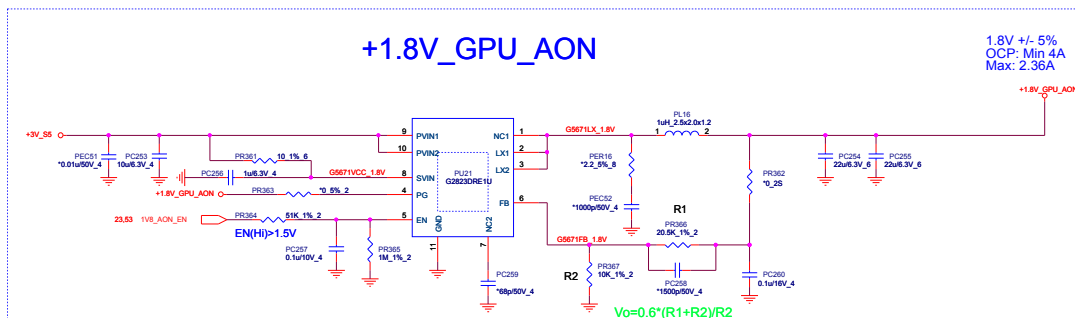 +1.8V_GPU_AON
1.8V +/- 5%
OCP: Min 4A
Max: 2.36A
+1.8V_GPU_AON
+3V_S5
PEC51
*0.01u/50V_4
PC253
10u/6.3V_4
PR361
10_1%_6
PC256
1u/6.3V_4
G5671VCC_1.8V
+1.8V_GPU_AON
PR363
*0_5%_2
23,53
1V8_AON_EN
PR364
51K_1%_2
EN(Hi)>1.5V
PC257
0.1u/10V_4
PR365
1M_1%_2
9
PVIN1
10
PVIN2
8
SVIN
4
PG
5
EN
PU21
G2823DRE1U
NC1
1
LX1
2
LX2
3
FB
6
GND
11
NC2
7
PC259
*68p/50V_4
G5671LX_1.8V
PL16
1uH_2.5x2.0x1.2
1
2
PER16
*2.2_5%_8
PEC52
*1000p/50V_4
PC254
22u/6.3V_6
PC255
22u/6.3V_6
PR362
*0_2S
G5671FB_1.8V
R1
PR366
20.5K_1%_2
PC258
*1500p/50V_4
R2
PR367
10K_1%_2
PC260
0.1u/16V_4
Vo=0.6*(R1+R2)/R2